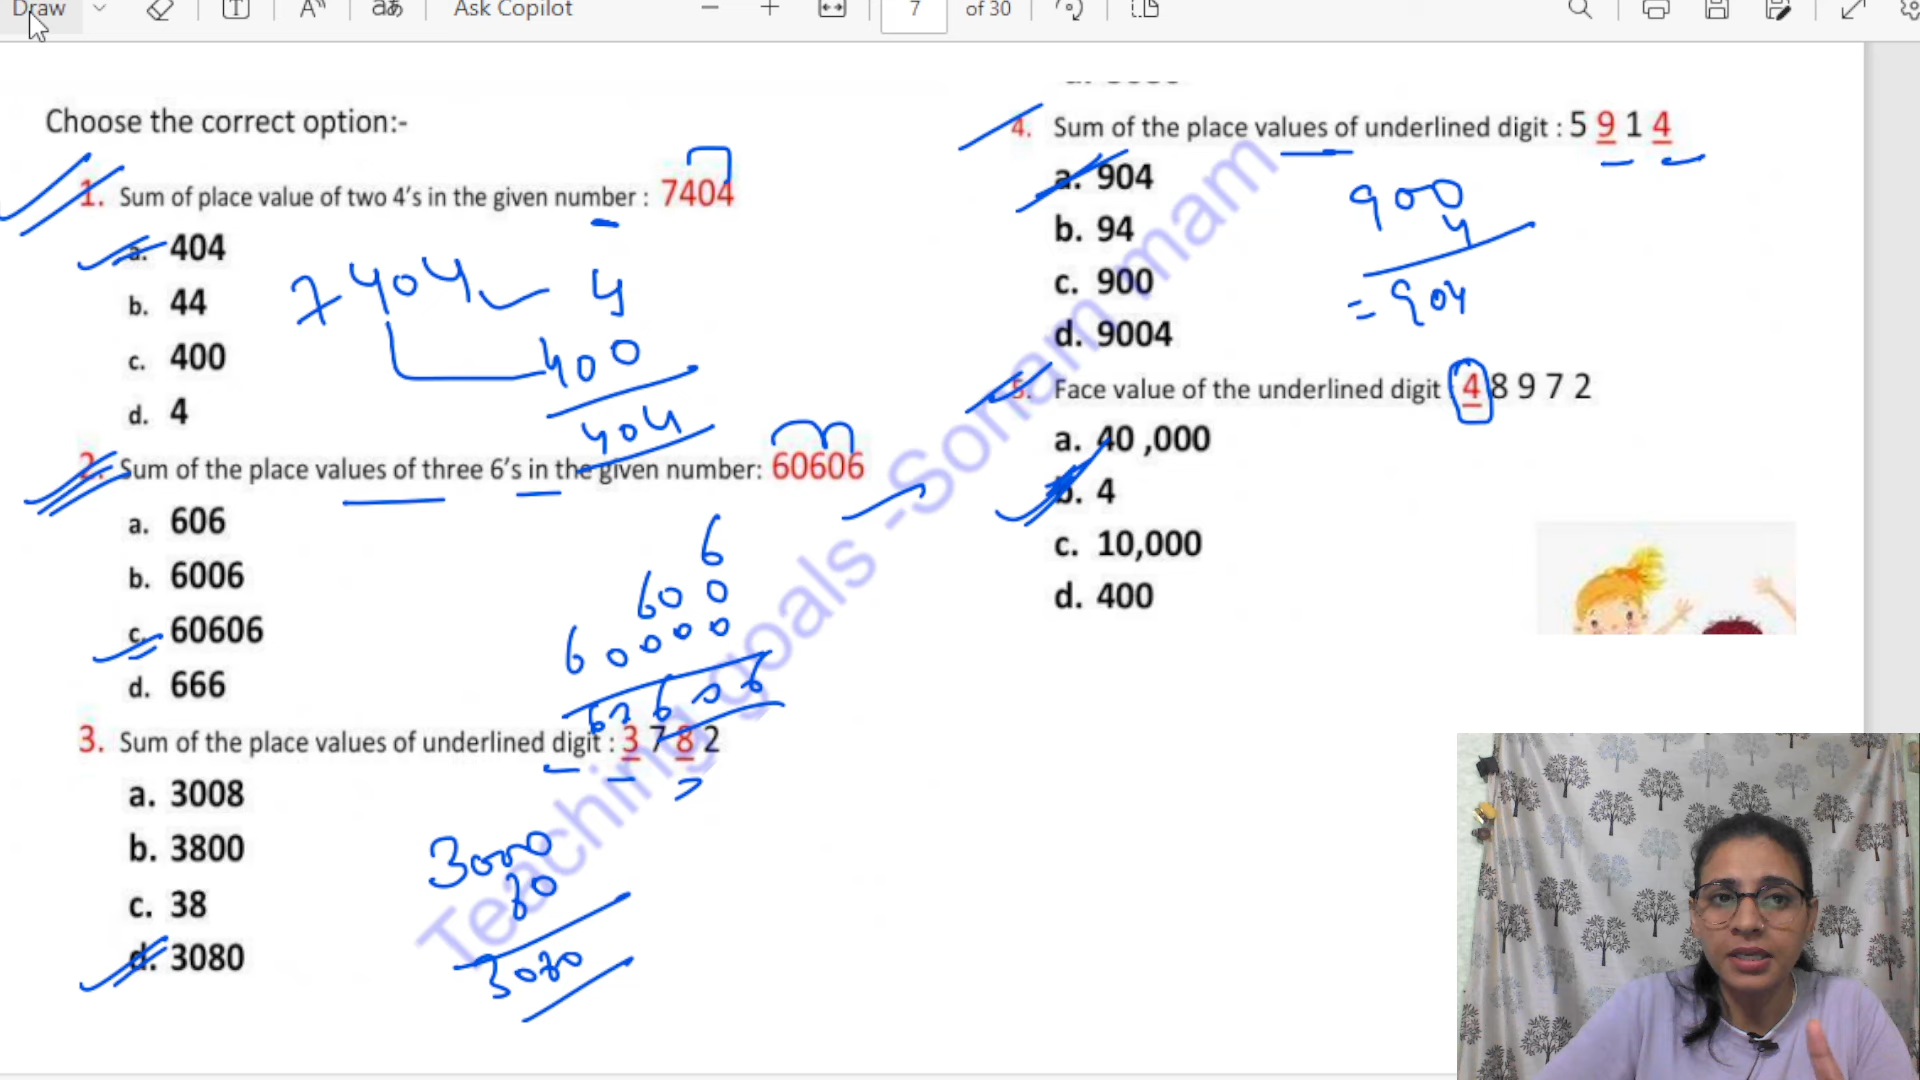 Draw
Ask Copilot
7 of 30
Choose the correct option:-
1. Sum of place value of two 4's in the given number : 7404
a. 404
b. 44
c. 400
d. 4
7404 4
400
404
2. Sum of the place values of three 6's in the given number: 60606
a. 606
b. 6006
c. 60606
d. 666
6
600
60000
60606
3. Sum of the place values of underlined digit : 3 7 8 2
a. 3008
b. 3800
c. 38
d. 3080
3000
80
3080
4. Sum of the place values of underlined digit : 5 9 1 4
a. 904
b. 94
c. 900
d. 9004
900
4
= 904
5. Face value of the underlined digit 4 8 9 7 2
a. 40 ,000
b. 4
c. 10,000
d. 400
Teaching goals -Sonam mam